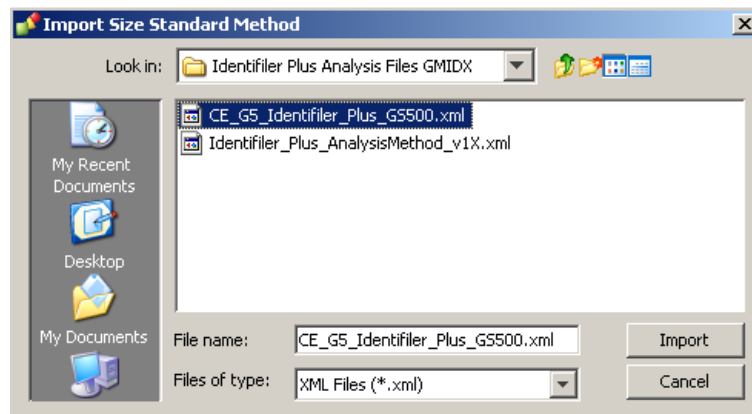 Import Size Standard Method
Look in: Identifiler Plus Analysis Files GMIDX
My Recent
Documents
Desktop
My Documents
CE_G5_Identifiler_Plus_GS500.xml
Identifiler_Plus_AnalysisMethod_v1X.xml
File name: CE_G5_Identifiler_Plus_GS500.xml Import
Files of type: XML Files (*.xml) Cancel